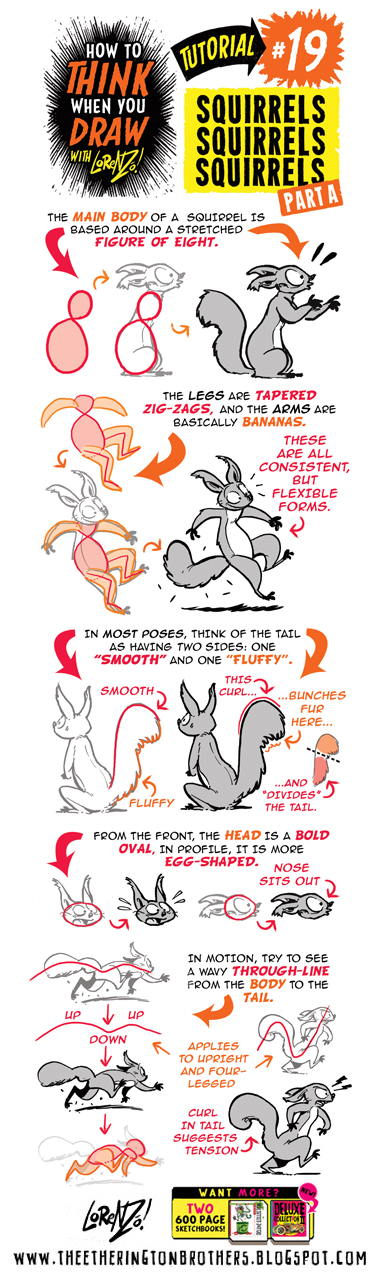 HOW TO
THINK
WHEN YOU
DRAW
WITH LORENZO!
TUTORIAL
#19
SQUIRRELS
SQUIRRELS
SQUIRRELS
PART A
THE MAIN BODY OF A SQUIRREL IS
BASED AROUND A STRETCHED
FIGURE OF EIGHT.
THE LEGS ARE TAPERED
ZIG-ZAGS, AND THE ARMS ARE
BASICALLY BANANAS.
THESE
ARE ALL
CONSISTENT,
BUT
FLEXIBLE
FORMS.
IN MOST POSES, THINK OF THE TAIL
AS HAVING TWO SIDES: ONE
"SMOOTH" AND ONE "FLUFFY".
SMOOTH
FLUFFY
THIS
CURL...
...BUNCHES
FUR
HERE...
...AND
"DIVIDES"
THE TAIL.
FROM THE FRONT, THE HEAD IS A BOLD
OVAL, IN PROFILE, IT IS MORE
EGG-SHAPED.
NOSE
SITS OUT
IN MOTION, TRY TO SEE
A WAVY THROUGH-LINE
FROM THE BODY TO THE
TAIL.
UP UP
DOWN
APPLIES
TO UPRIGHT
AND FOUR-
LEGGED
CURL
IN TAIL
SUGGESTS
TENSION
LORENZO!
WANT MORE?
TWO
600 PAGE
SKETCHBOOKS!
NEW!
DELUXE
COLLECTION II
WWW.THEETHERINGTONBROTHERS.BLOGSPOT.COM